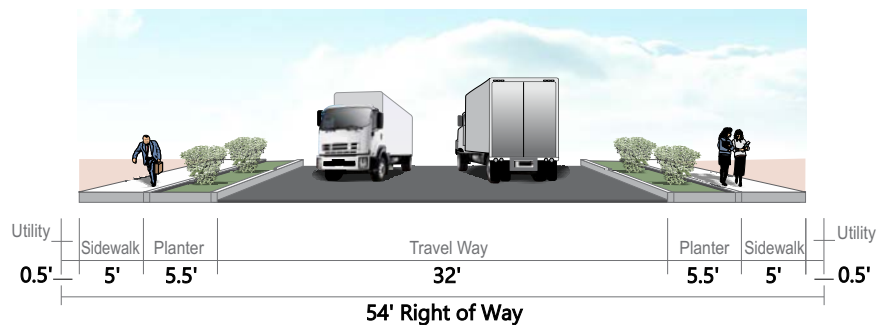 Utility Sidewalk Planter Travel Way Planter Sidewalk Utility
0.5' 5' 5.5' 32' 5.5' 5' 0.5'
54' Right of Way